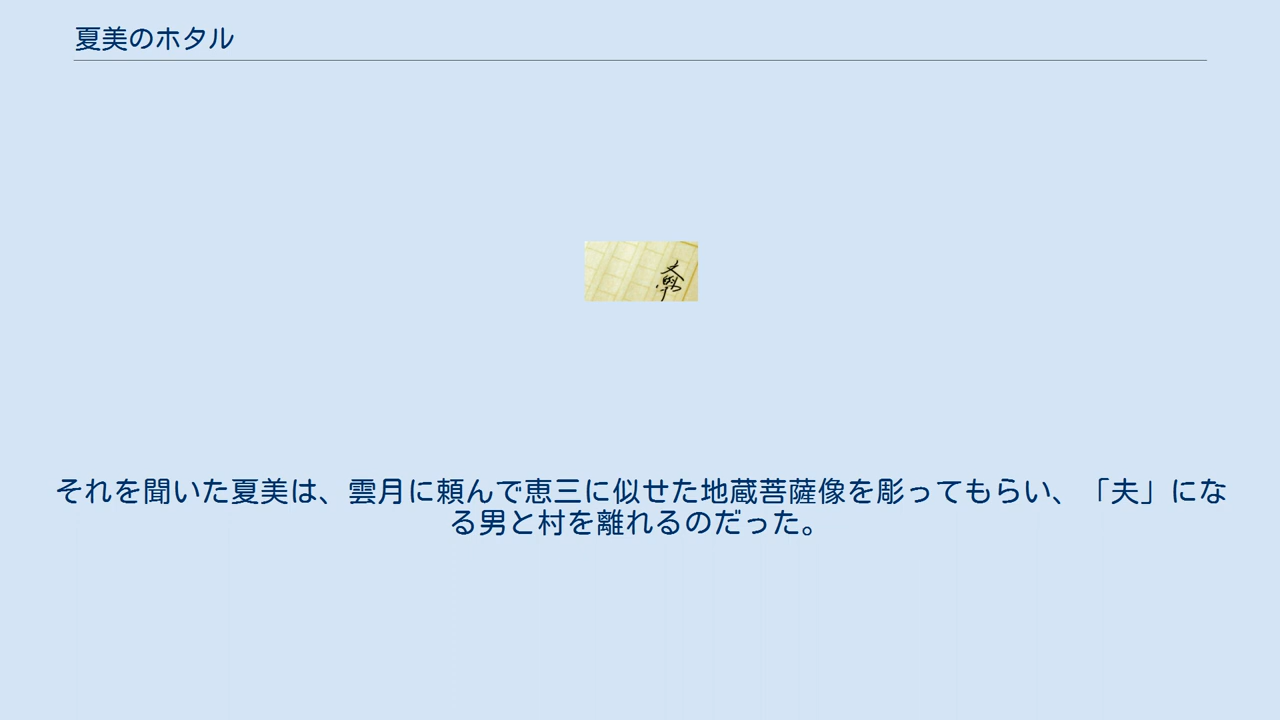 夏美のホタル
それを聞いた夏美は、雲月に頼んで恵三に似せた地蔵菩薩像を彫ってもらい、「夫」にな
る男と村を離れるのだった。